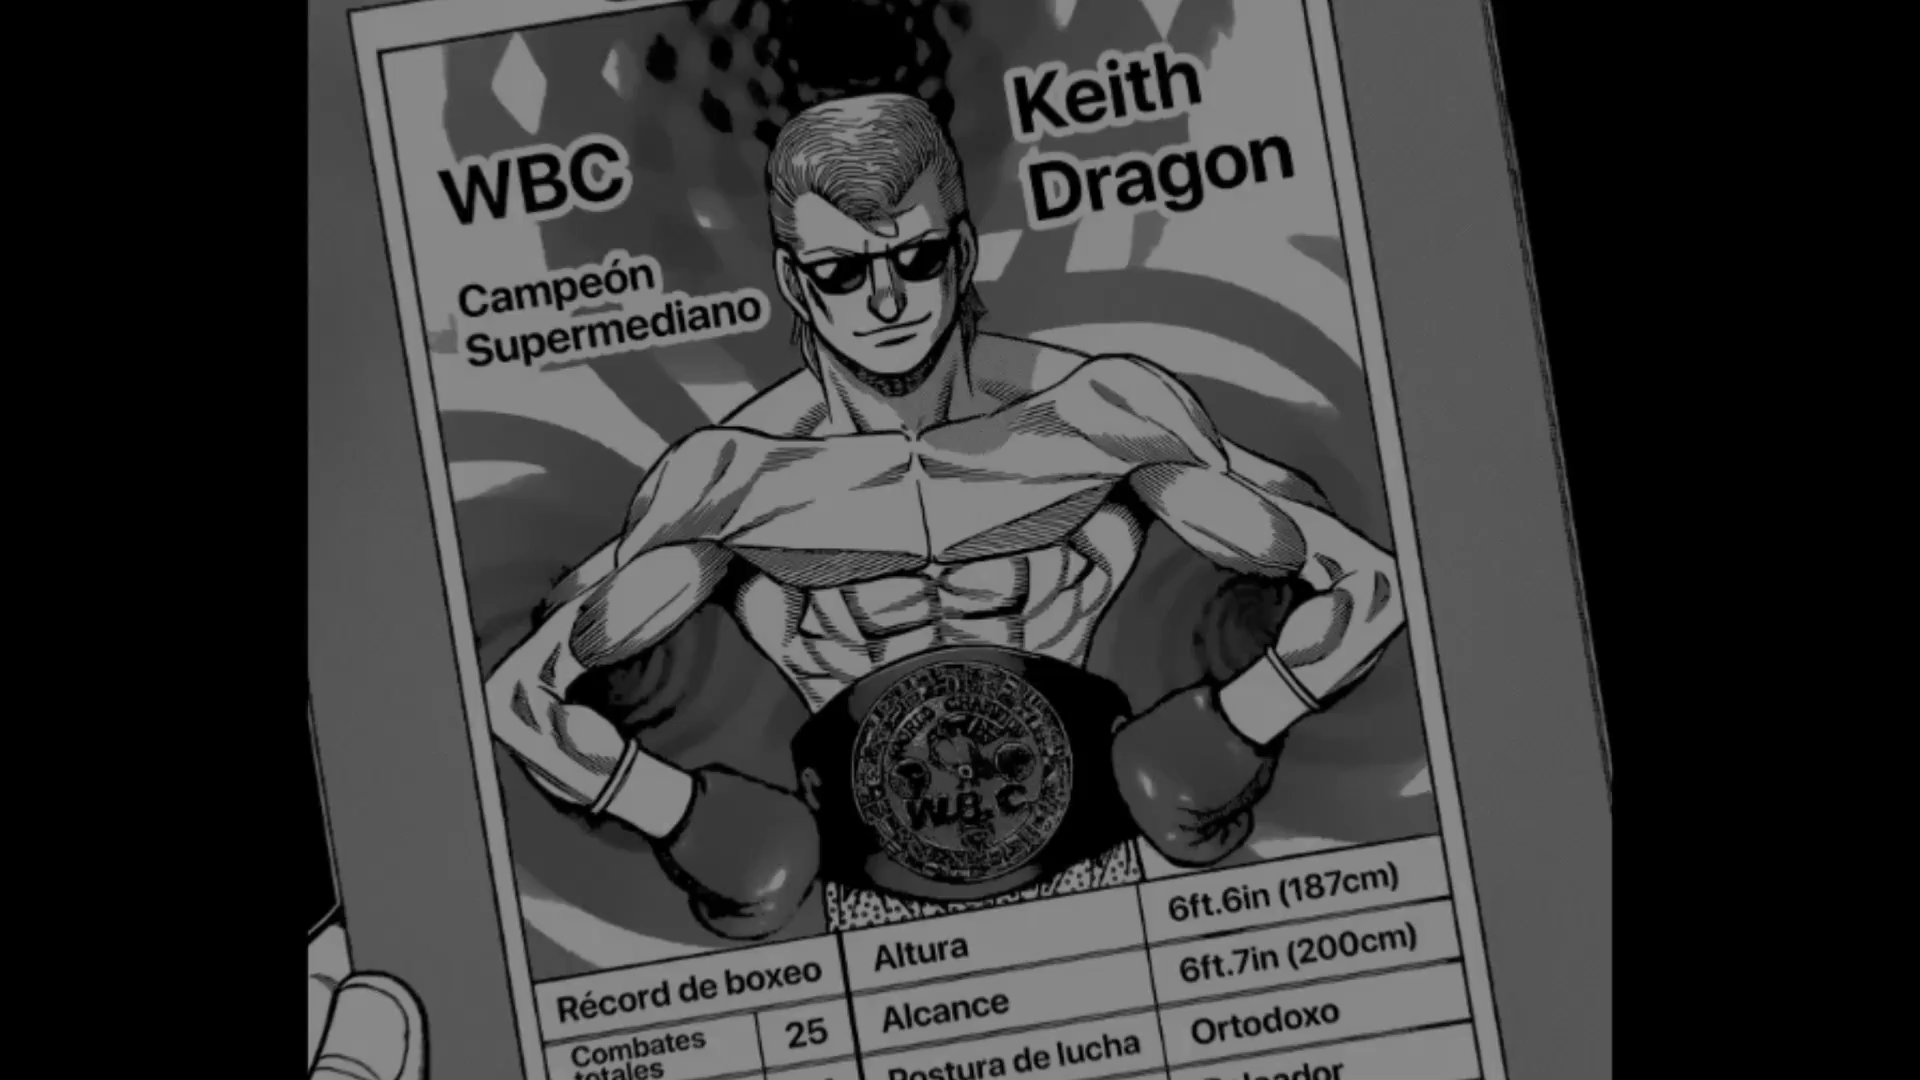 Keith
Dragon
WBC
Campeón
Supermediano
W.B.C
Altura
6ft.6in (187cm)
Récord de boxeo
Alcance
6ft.7in (200cm)
Combates
totales
25
Postura de lucha
Ortodoxo